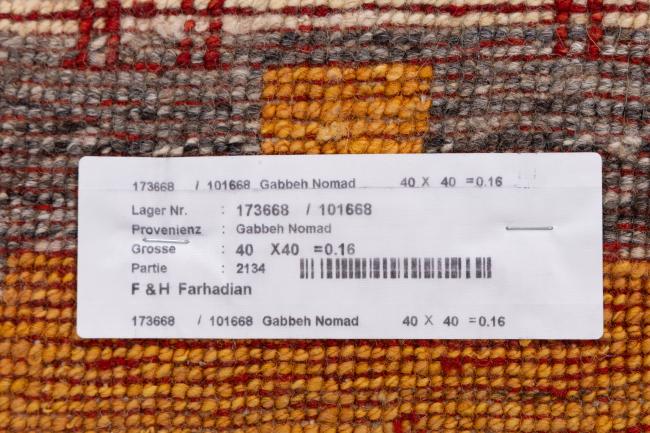 173668 / 101668 Gabbeh Nomad 40 X 40 =0.16
Lager Nr. : 173668 / 101668
Provenienz : Gabbeh Nomad
Grosse : 40 X40 =0.16
Partie : 2134
F & H Farhadian
173668 / 101668 Gabbeh Nomad 40 X 40 =0.16